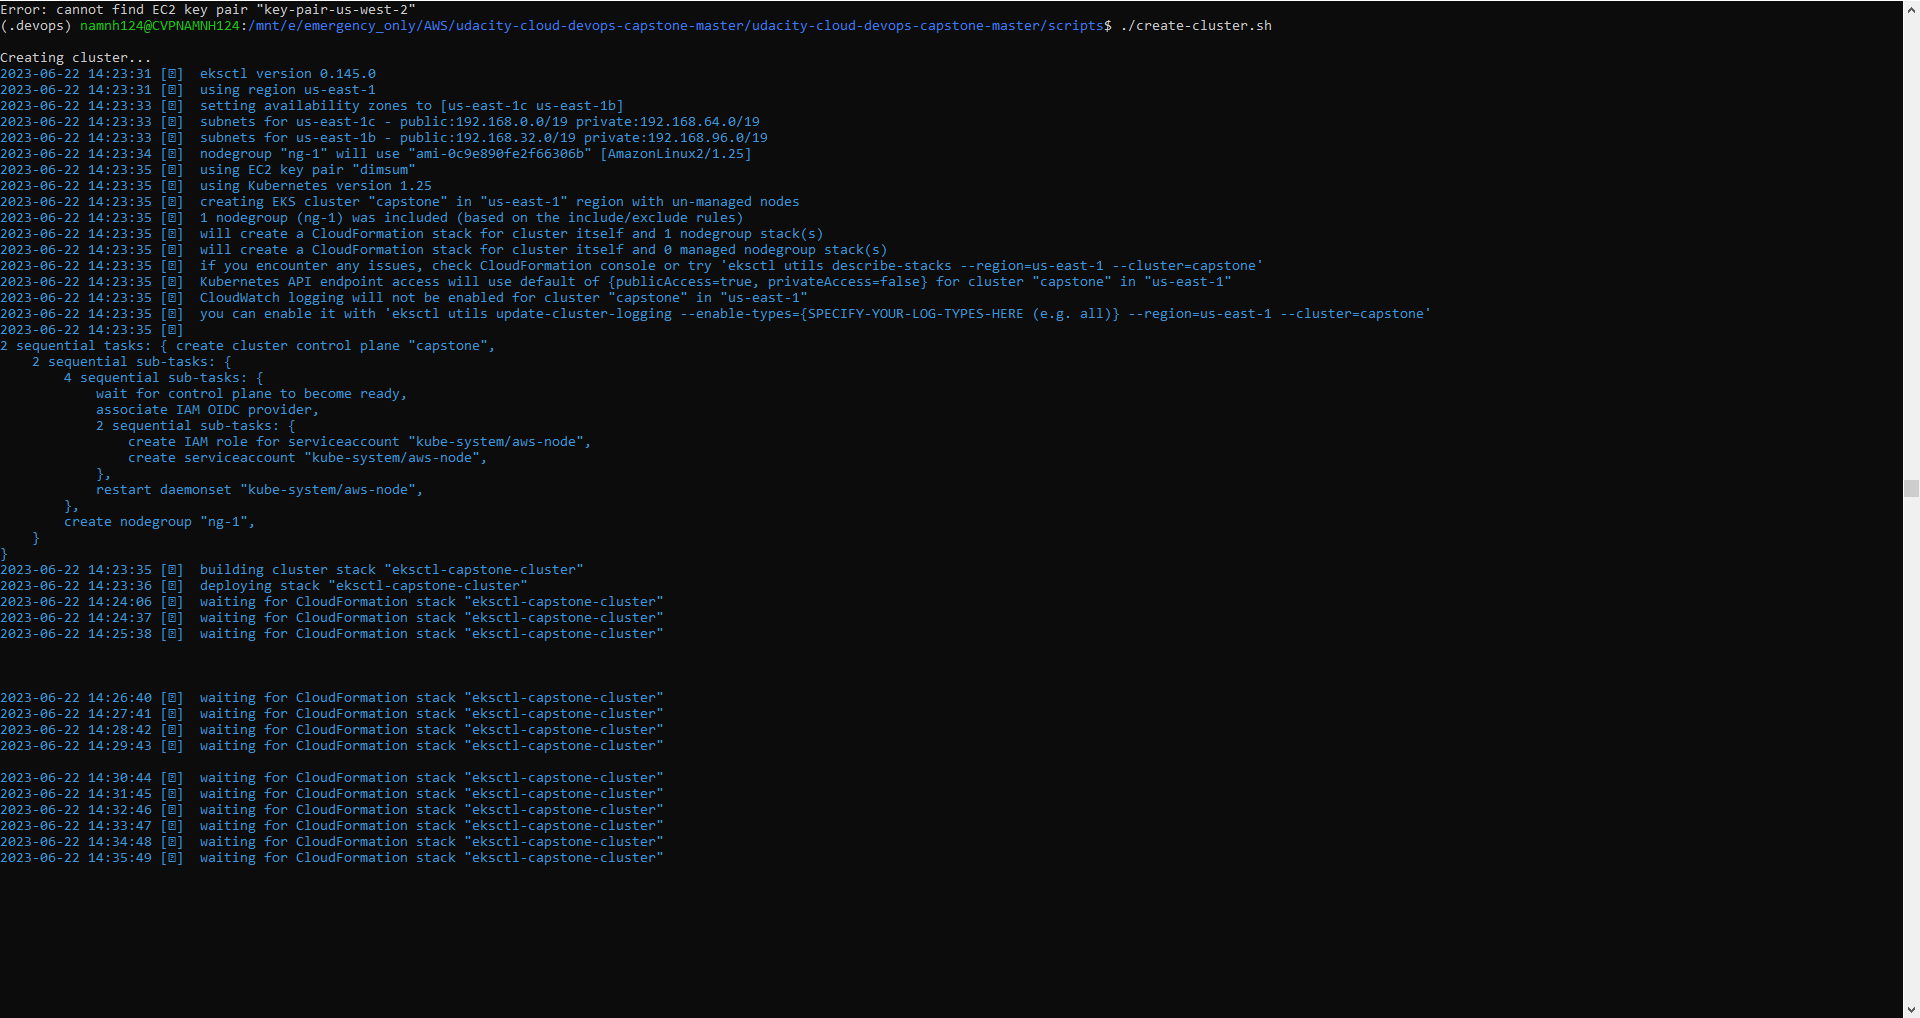 Error: cannot find EC2 key pair "key-pair-us-west-2"
(.devops) namnh124@CVPNAMNH124:/mnt/e/emergency_only/AWS/udacity-cloud-devops-capstone-master/udacity-cloud-devops-capstone-master/scripts$ ./create-cluster.sh
Creating cluster...
2023-06-22 14:23:31 [?]  eksctl version 0.145.0
2023-06-22 14:23:31 [?]  using region us-east-1
2023-06-22 14:23:33 [?]  setting availability zones to [us-east-1c us-east-1b]
2023-06-22 14:23:33 [?]  subnets for us-east-1c - public:192.168.0.0/19 private:192.168.64.0/19
2023-06-22 14:23:33 [?]  subnets for us-east-1b - public:192.168.32.0/19 private:192.168.96.0/19
2023-06-22 14:23:34 [?]  nodegroup "ng-1" will use "ami-0c9e890fe2f66306b" [AmazonLinux2/1.25]
2023-06-22 14:23:35 [?]  using EC2 key pair "dimsum"
2023-06-22 14:23:35 [?]  using Kubernetes version 1.25
2023-06-22 14:23:35 [?]  creating EKS cluster "capstone" in "us-east-1" region with un-managed nodes
2023-06-22 14:23:35 [?]  1 nodegroup (ng-1) was included (based on the include/exclude rules)
2023-06-22 14:23:35 [?]  will create a CloudFormation stack for cluster itself and 1 nodegroup stack(s)
2023-06-22 14:23:35 [?]  will create a CloudFormation stack for cluster itself and 0 managed nodegroup stack(s)
2023-06-22 14:23:35 [?]  if you encounter any issues, check CloudFormation console or try 'eksctl utils describe-stacks --region=us-east-1 --cluster=capstone'
2023-06-22 14:23:35 [?]  Kubernetes API endpoint access will use default of {publicAccess=true, privateAccess=false} for cluster "capstone" in "us-east-1"
2023-06-22 14:23:35 [?]  CloudWatch logging will not be enabled for cluster "capstone" in "us-east-1"
2023-06-22 14:23:35 [?]  you can enable it with 'eksctl utils update-cluster-logging --enable-types={SPECIFY-YOUR-LOG-TYPES-HERE (e.g. all)} --region=us-east-1 --cluster=capstone'
2023-06-22 14:23:35 [?]
2 sequential tasks: { create cluster control plane "capstone",
    2 sequential sub-tasks: {
        4 sequential sub-tasks: {
            wait for control plane to become ready,
            associate IAM OIDC provider,
            2 sequential sub-tasks: {
                create IAM role for serviceaccount "kube-system/aws-node",
                create serviceaccount "kube-system/aws-node",
            },
            restart daemonset "kube-system/aws-node",
        },
        create nodegroup "ng-1",
    }
}
2023-06-22 14:23:35 [?]  building cluster stack "eksctl-capstone-cluster"
2023-06-22 14:23:36 [?]  deploying stack "eksctl-capstone-cluster"
2023-06-22 14:24:06 [?]  waiting for CloudFormation stack "eksctl-capstone-cluster"
2023-06-22 14:24:37 [?]  waiting for CloudFormation stack "eksctl-capstone-cluster"
2023-06-22 14:25:38 [?]  waiting for CloudFormation stack "eksctl-capstone-cluster"
2023-06-22 14:26:40 [?]  waiting for CloudFormation stack "eksctl-capstone-cluster"
2023-06-22 14:27:41 [?]  waiting for CloudFormation stack "eksctl-capstone-cluster"
2023-06-22 14:28:42 [?]  waiting for CloudFormation stack "eksctl-capstone-cluster"
2023-06-22 14:29:43 [?]  waiting for CloudFormation stack "eksctl-capstone-cluster"
2023-06-22 14:30:44 [?]  waiting for CloudFormation stack "eksctl-capstone-cluster"
2023-06-22 14:31:45 [?]  waiting for CloudFormation stack "eksctl-capstone-cluster"
2023-06-22 14:32:46 [?]  waiting for CloudFormation stack "eksctl-capstone-cluster"
2023-06-22 14:33:47 [?]  waiting for CloudFormation stack "eksctl-capstone-cluster"
2023-06-22 14:34:48 [?]  waiting for CloudFormation stack "eksctl-capstone-cluster"
2023-06-22 14:35:49 [?]  waiting for CloudFormation stack "eksctl-capstone-cluster"